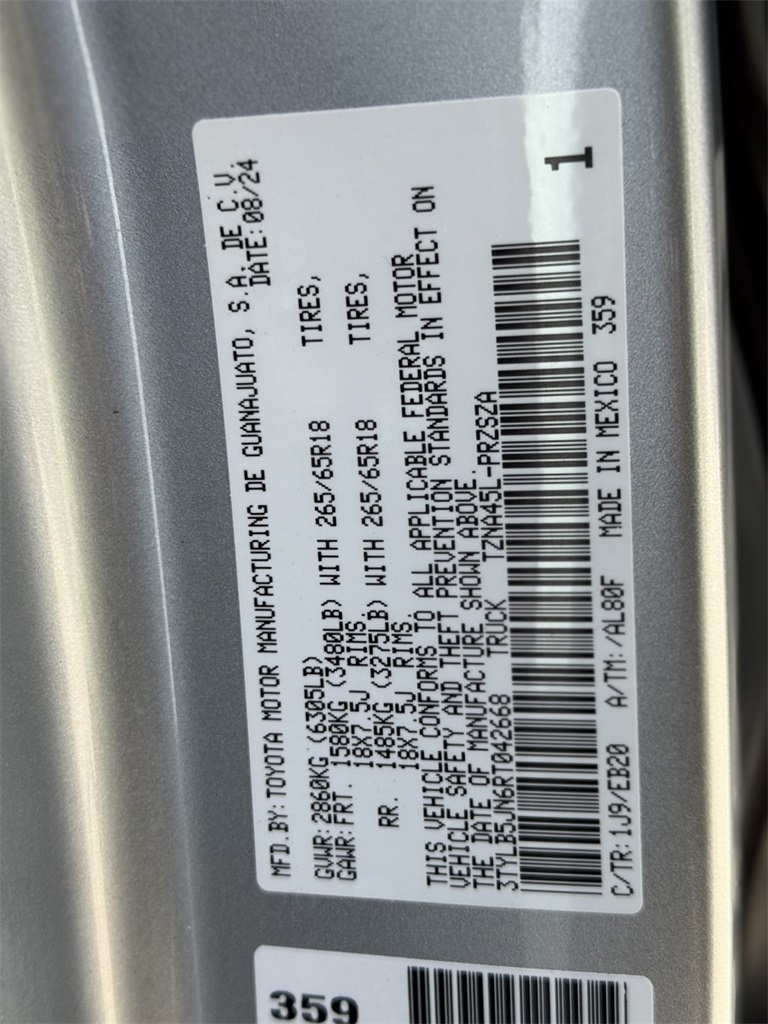 MFD.BY:TOYOTA MOTOR MANUFACTURING DE GUANAJUATO, S.A. DE C.V.
DATE:08/24
GVWR:2860KG (6305LB)
GAWR:FRT. 1580KG (3480LB) WITH 265/65R18 TIRES,
18X7.5J RIMS.
RR. 1485KG (3275LB) WITH 265/65R18 TIRES,
18X7.5J RIMS.
THIS VEHICLE CONFORMS TO ALL APPLICABLE FEDERAL MOTOR
VEHICLE SAFETY AND THEFT PREVENTION STANDARDS IN EFFECT ON
THE DATE OF MANUFACTURE SHOWN ABOVE.
3TYLB5JN6RT042668 TRUCK TZNA45L-PRZSZA
1
C/TR:1J9/EB20 A/TM:/AL80F MADE IN MEXICO 359
359